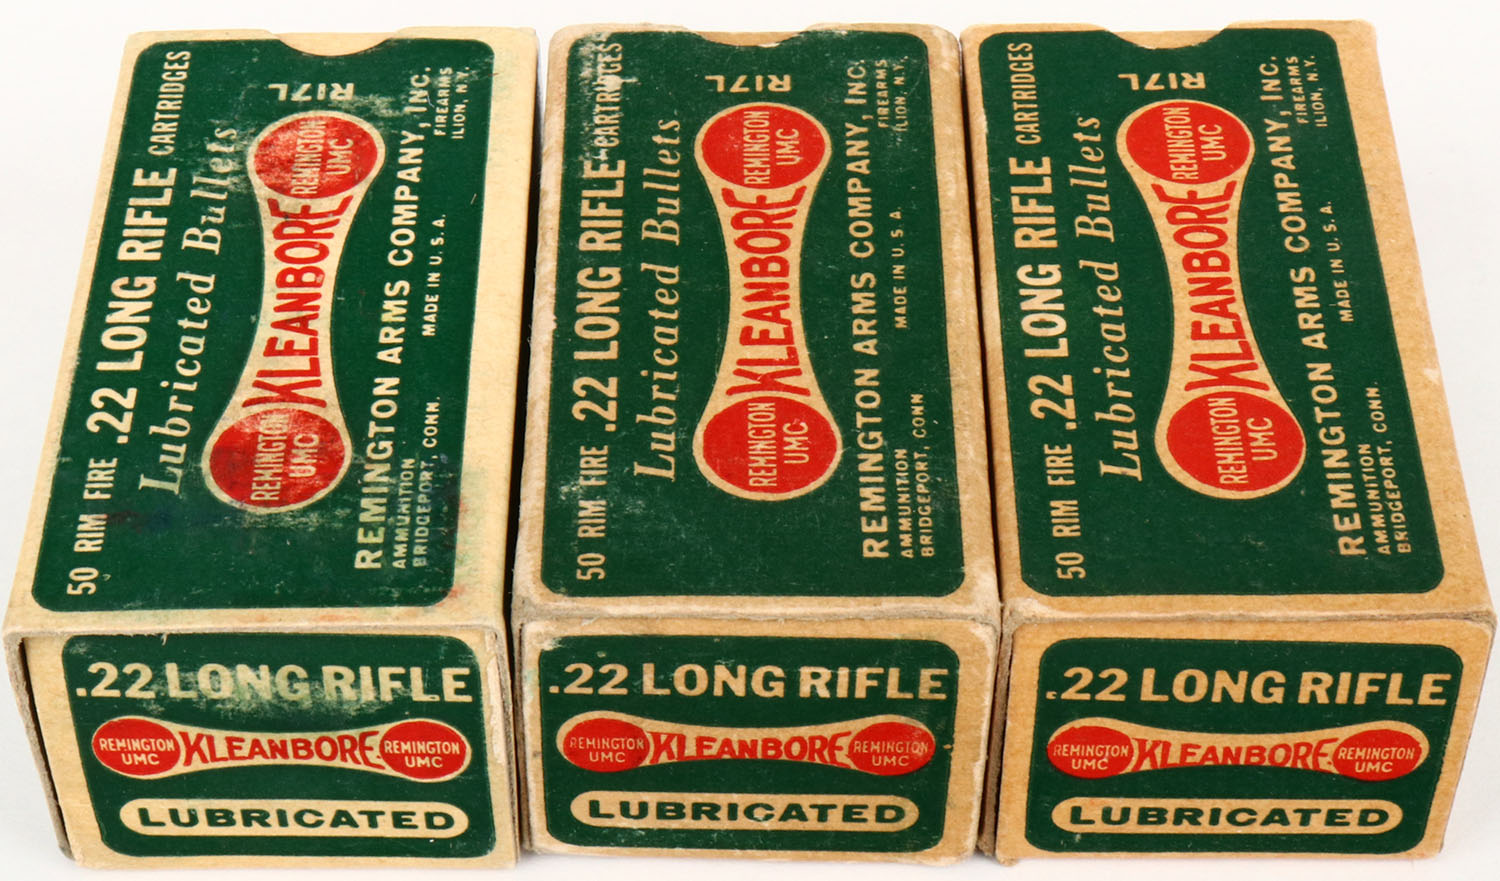 50 RIM FIRE .22 LONG RIFLE CARTRIDGES
Lubricated Bullets
R17L
REMINGTON UMC
KLEANBORE
REMINGTON UMC
REMINGTON ARMS COMPANY, INC.
AMMUNITION
BRIDGEPORT, CONN.
MADE IN U.S.A.
FIREARMS
ILION, N.Y.
.22 LONG RIFLE
REMINGTON UMC
KLEANBORE
REMINGTON UMC
LUBRICATED
50 RIM FIRE .22 LONG RIFLE CARTRIDGES
Lubricated Bullets
R17L
REMINGTON UMC
KLEANBORE
REMINGTON UMC
REMINGTON ARMS COMPANY, INC.
AMMUNITION
BRIDGEPORT, CONN
MADE IN U.S.A.
FIREARMS
ILION, N.Y.
.22 LONG RIFLE
REMINGTON UMC
KLEANBORE
REMINGTON UMC
LUBRICATED
50 RIM FIRE .22 LONG RIFLE CARTRIDGES
Lubricated Bullets
R17L
REMINGTON UMC
KLEANBORE
REMINGTON UMC
REMINGTON ARMS COMPANY, INC.
AMMUNITION
BRIDGEPORT, CONN.
MADE IN U.S.A.
FIREARMS
ILION, N.Y.
.22 LONG RIFLE
REMINGTON UMC
KLEANBORE
REMINGTON UMC
LUBRICATED